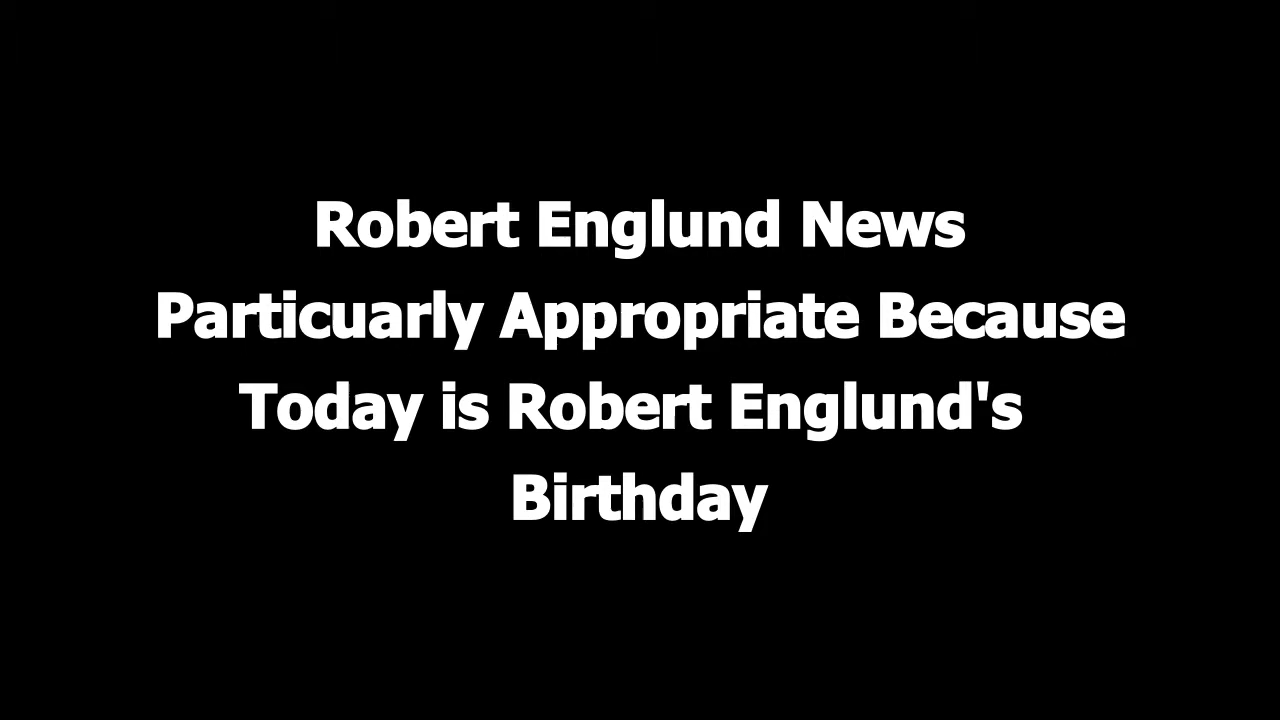 Robert Englund News
Particuarly Appropriate Because
Today is Robert Englund's
Birthday